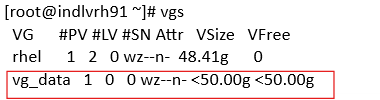 [root@indlvrh91 ~]# vgs
VG #PV #LV #SN Attr VSize VFree
rhel 1 2 0 wz--n- 48.41g 0
vg_data 1 0 0 wz--n- <50.00g <50.00g